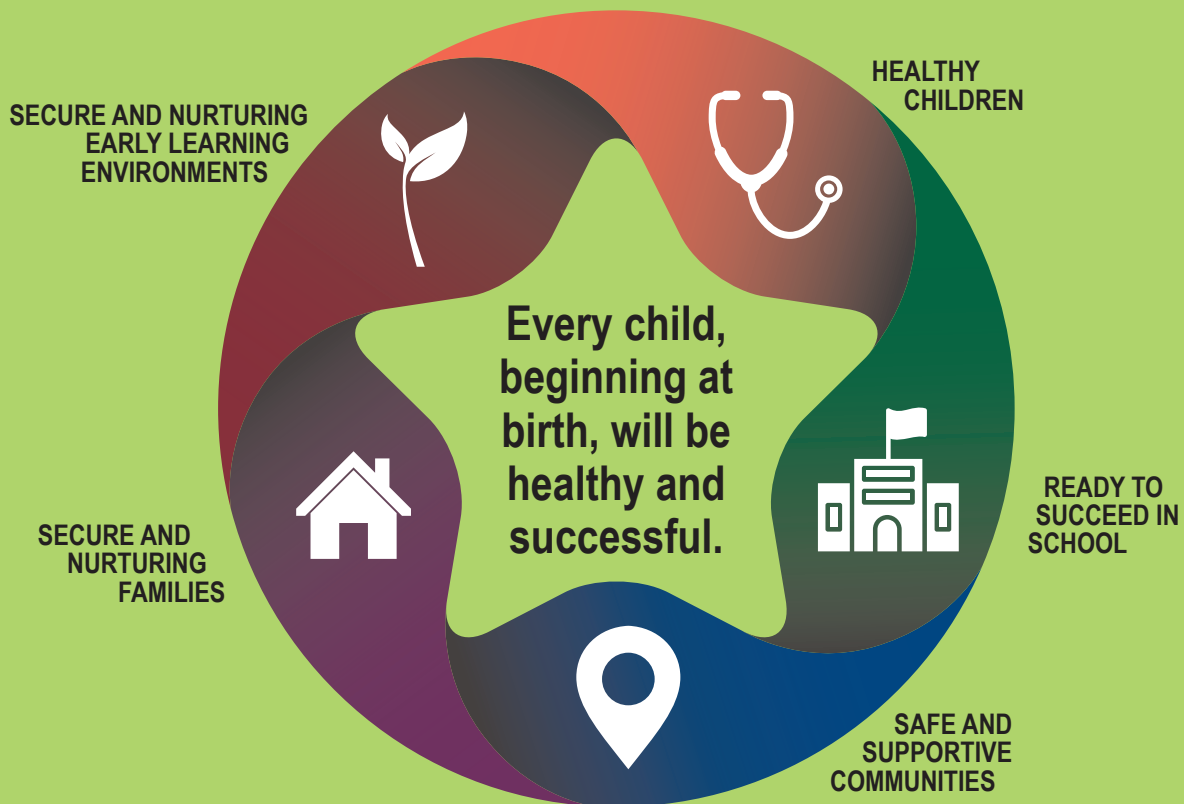 HEALTHY
CHILDREN
SECURE AND NURTURING
EARLY LEARNING
ENVIRONMENTS
Every child,
beginning at
birth, will be
healthy and
successful.
READY TO
SUCCEED IN
SCHOOL
SECURE AND
NURTURING
FAMILIES
SAFE AND
SUPPORTIVE
COMMUNITIES